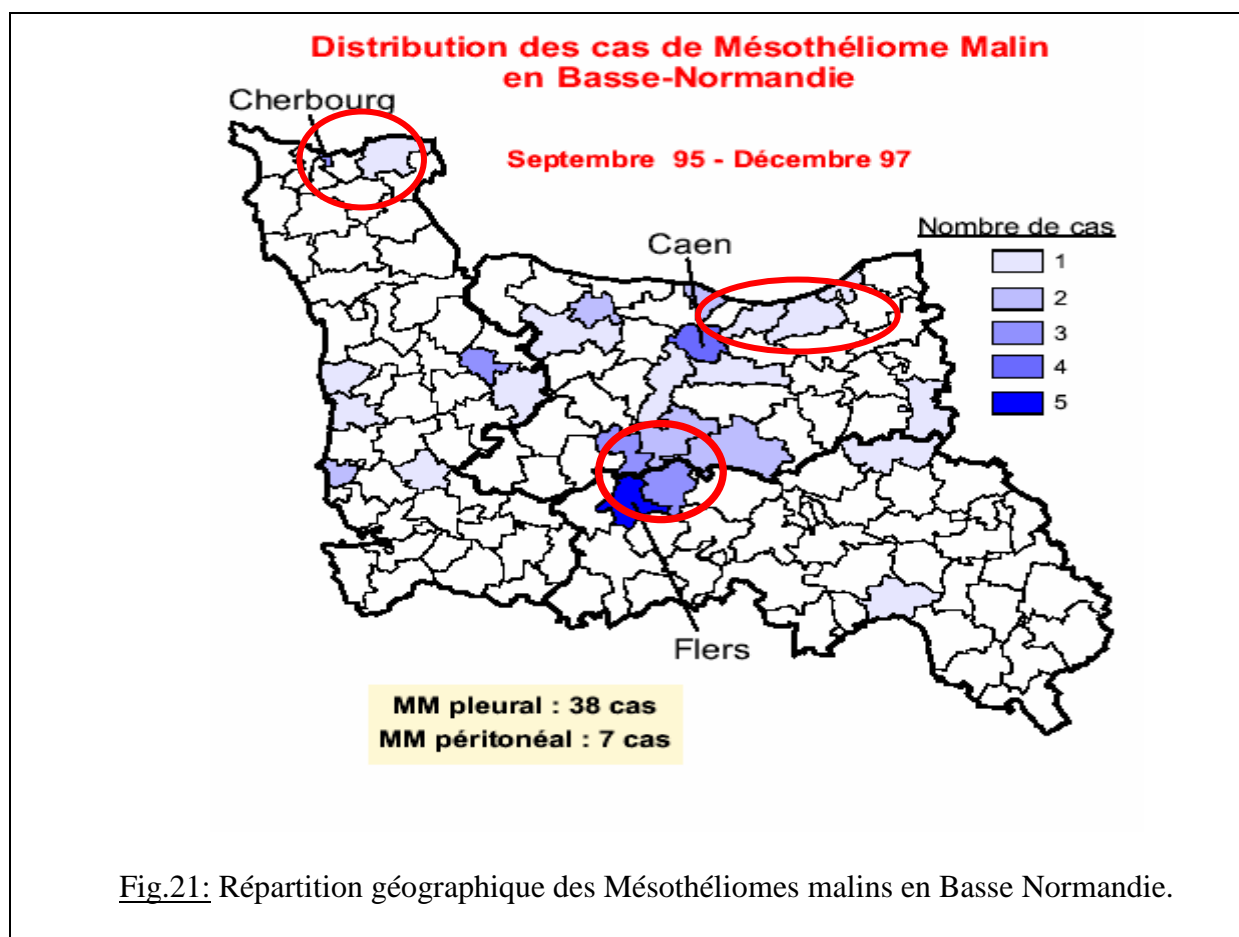 Distribution des cas de Mésothéliome Malin
en Basse-Normandie
Cherbourg
Septembre 95 - Décembre 97
Nombre de cas
Caen
1
2
3
4
5
Flers
MM pleural : 38 cas
MM péritonéal : 7 cas
Fig.21: Répartition géographique des Mésothéliomes malins en Basse Normandie.